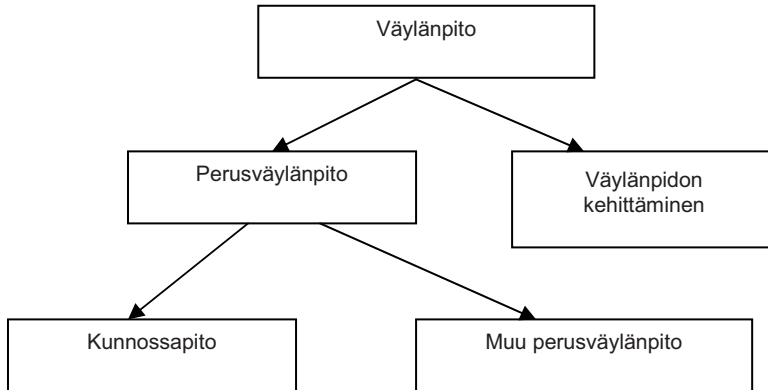 Väylänpito
Perusväylänpito
Väylänpidon
kehittäminen
Kunnossapito
Muu perusväylänpito